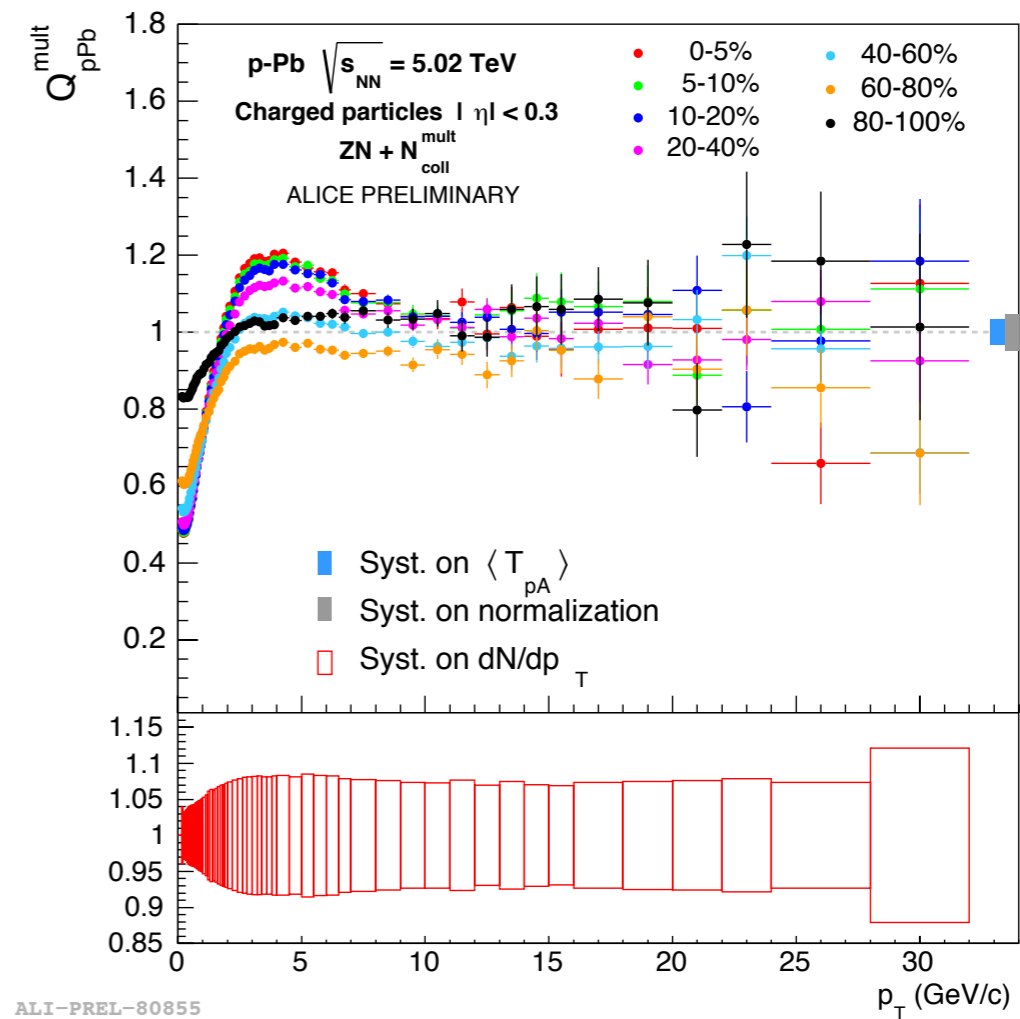 Q_pPb^mult
1.8
1.6
1.4
1.2
1
0.8
0.6
0.4
0.2
p-Pb √s_NN = 5.02 TeV
Charged particles | η| < 0.3
ZN + N_coll^mult
ALICE PRELIMINARY
0-5%
5-10%
10-20%
20-40%
40-60%
60-80%
80-100%
Syst. on ⟨ T_pA ⟩
Syst. on normalization
Syst. on dN/dp_T
1.15
1.1
1.05
1
0.95
0.9
0.85
0 5 10 15 20 25 30
p_T (GeV/c)
ALI-PREL-80855